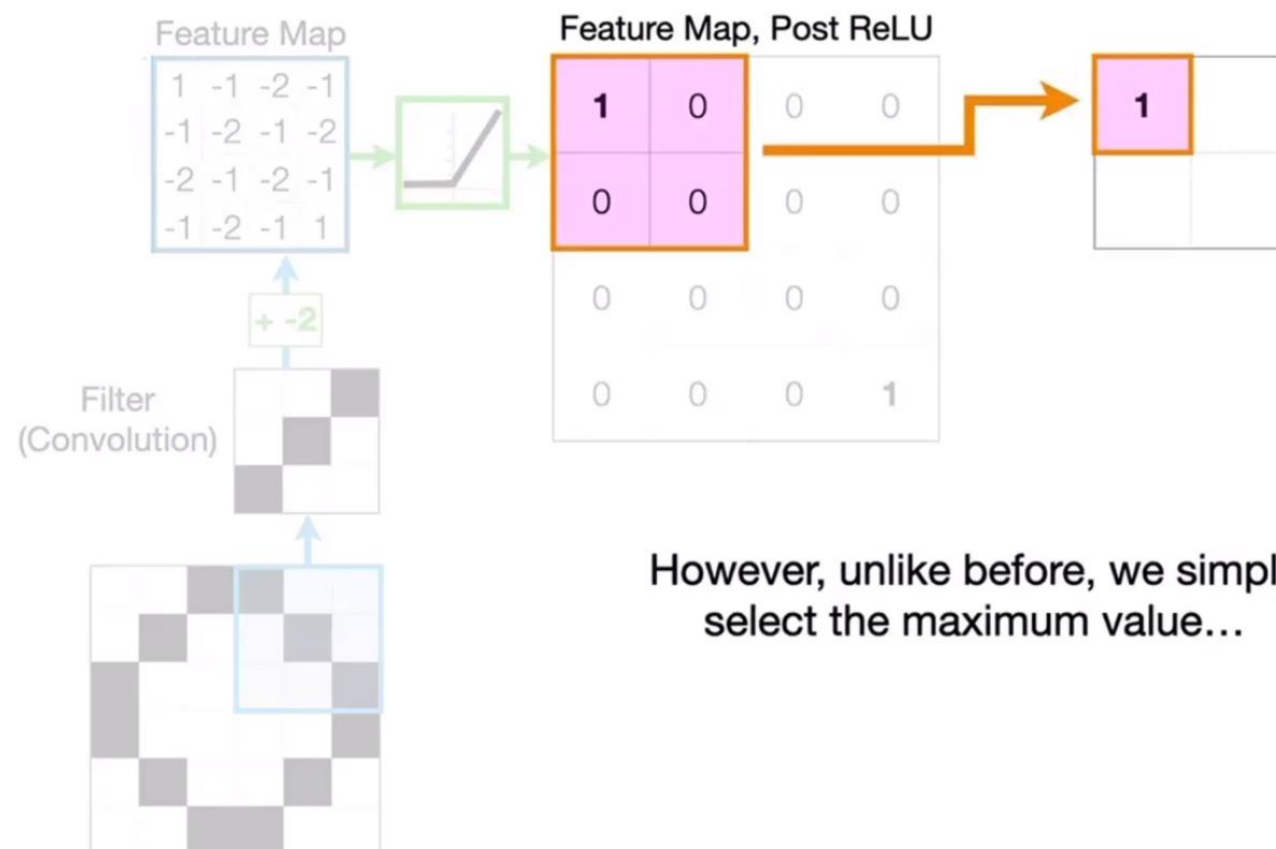 Feature Map
1 -1 -2 -1
-1 -2 -1 -2
-2 -1 -2 -1
-1 -2 -1 1
+ -2
Filter
(Convolution)
Feature Map, Post ReLU
1 0 0 0
0 0 0 0
0 0 0 0
0 0 0 1
1
However, unlike before, we simpl
select the maximum value…